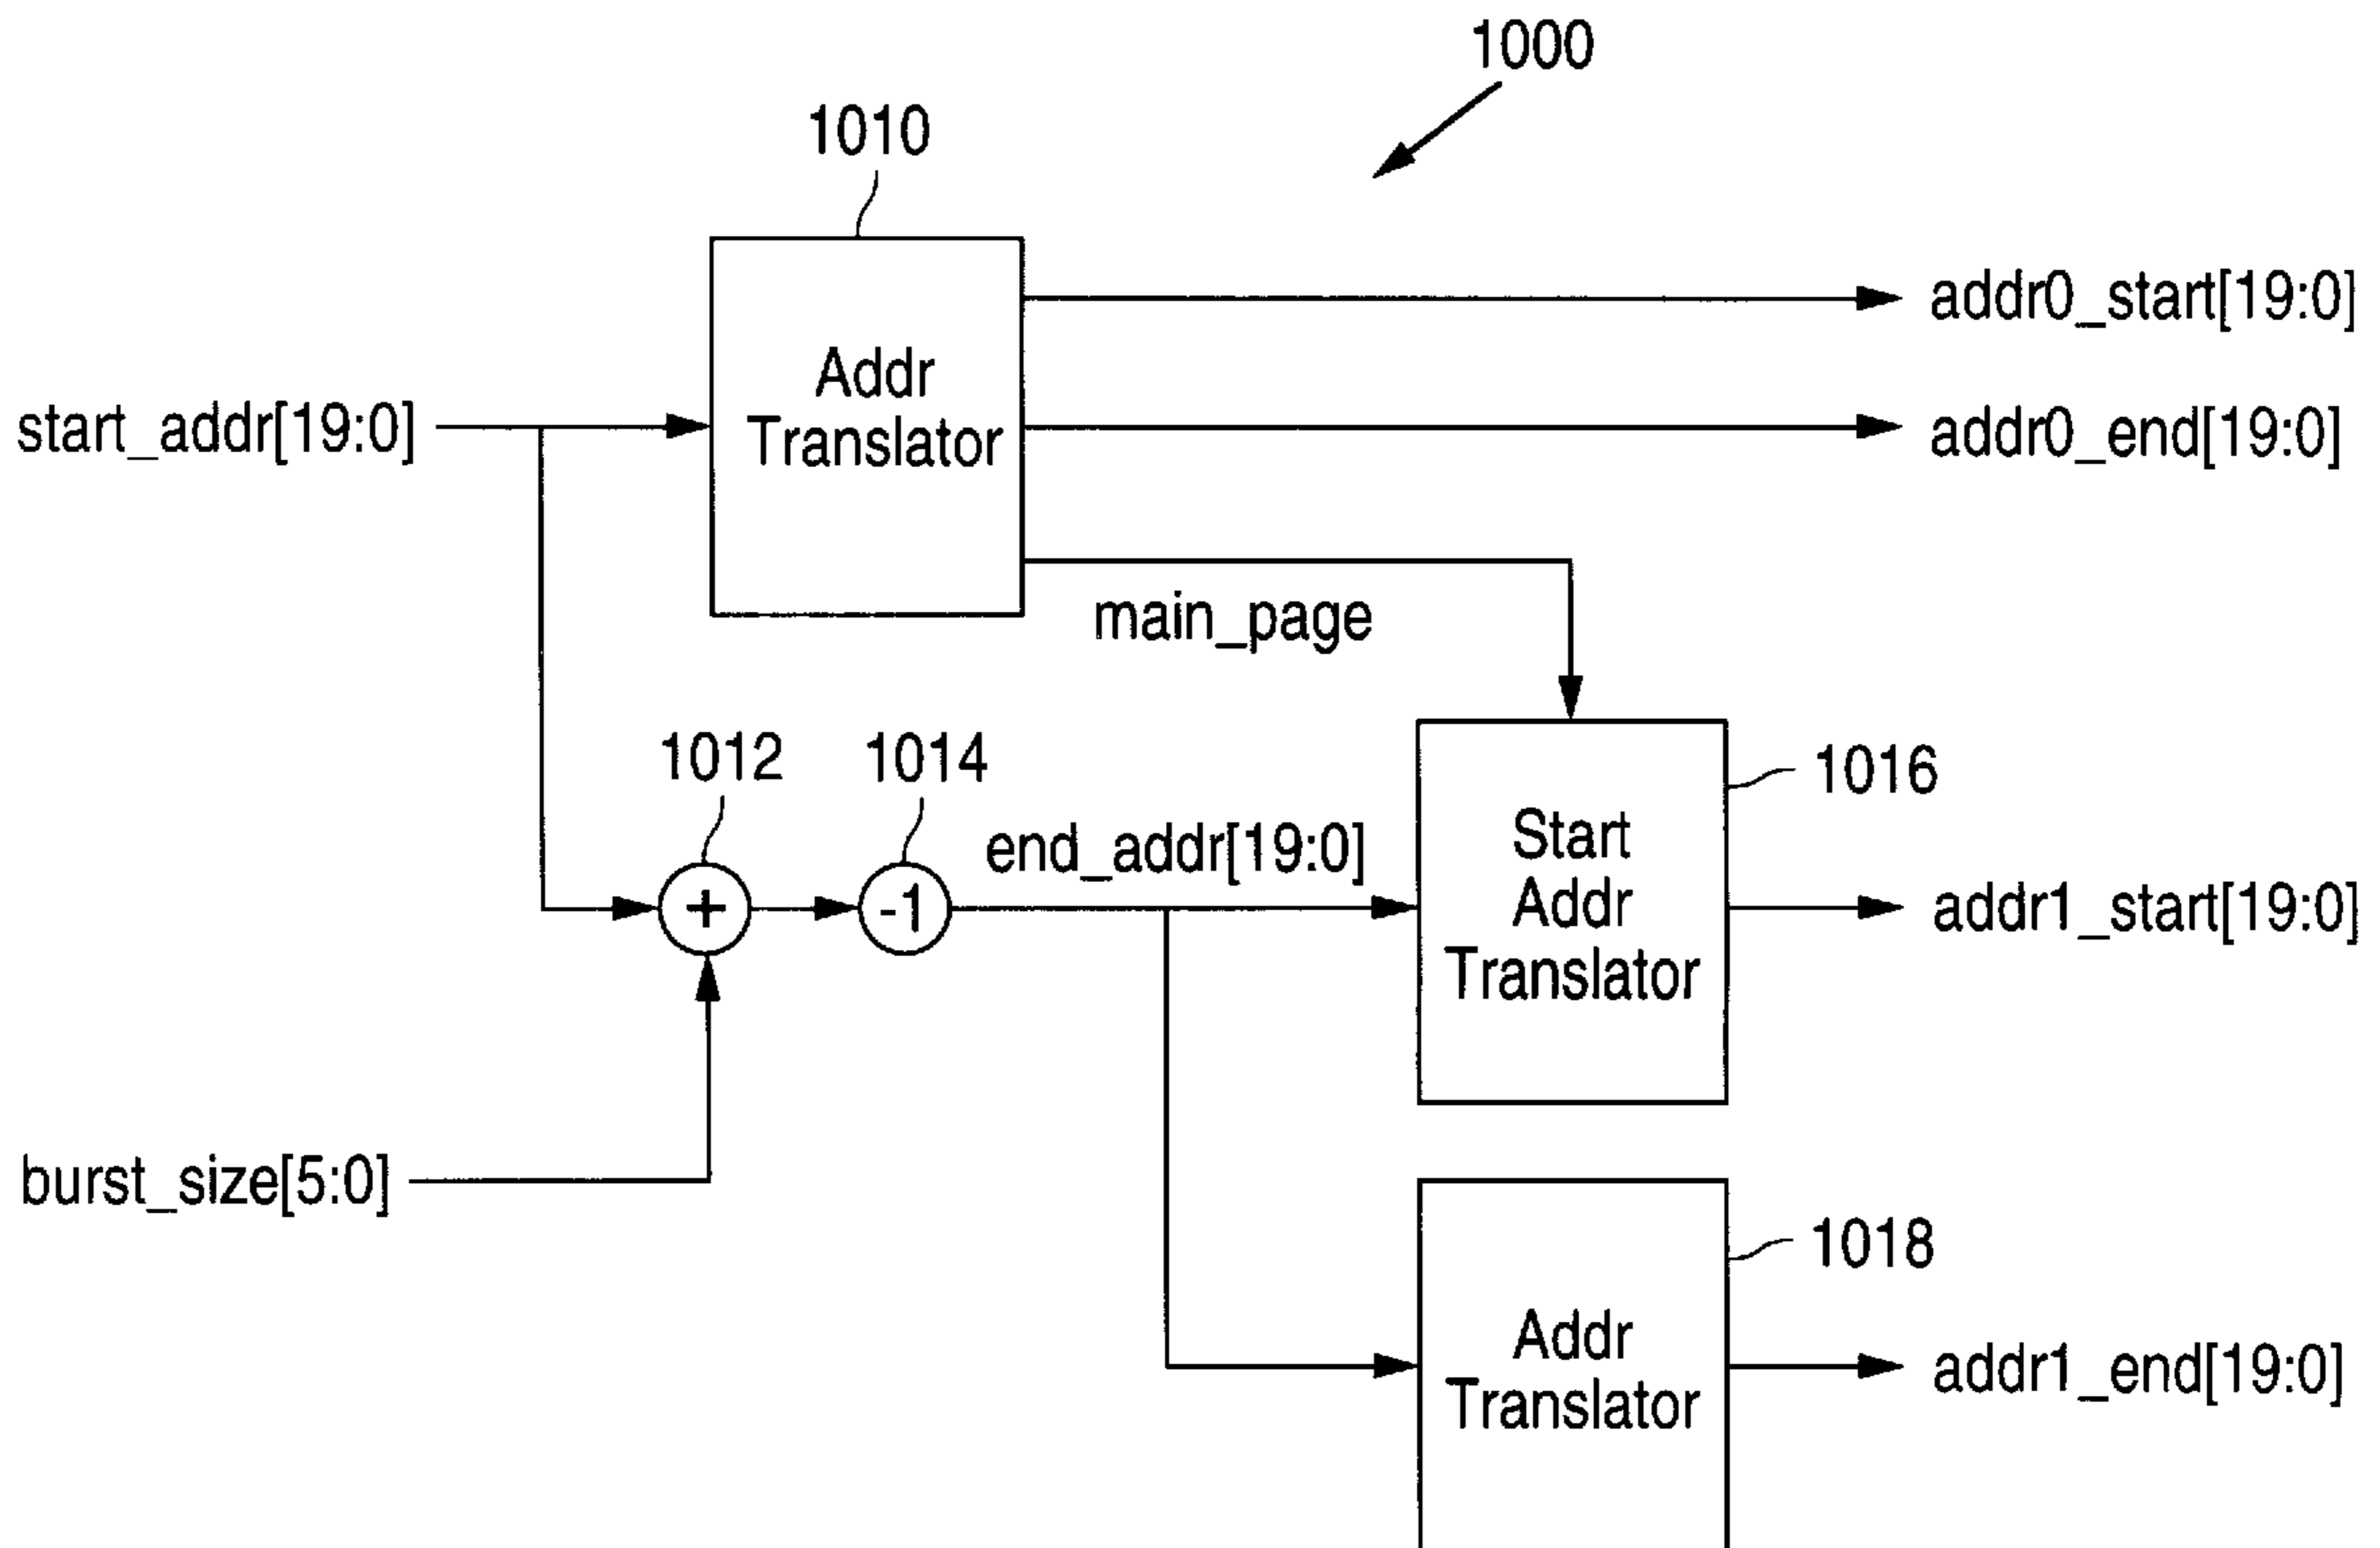 1000
1010
addr0_start[19:0]
Addr
Translator
start_addr[19:0]
addr0_end[19:0]
main_page
1012
1014
1016
end_addr[19:0]
Start
Addr
Translator
+
-1
addr1_start[19:0]
burst_size[5:0]
1018
Addr
Translator
addr1_end[19:0]